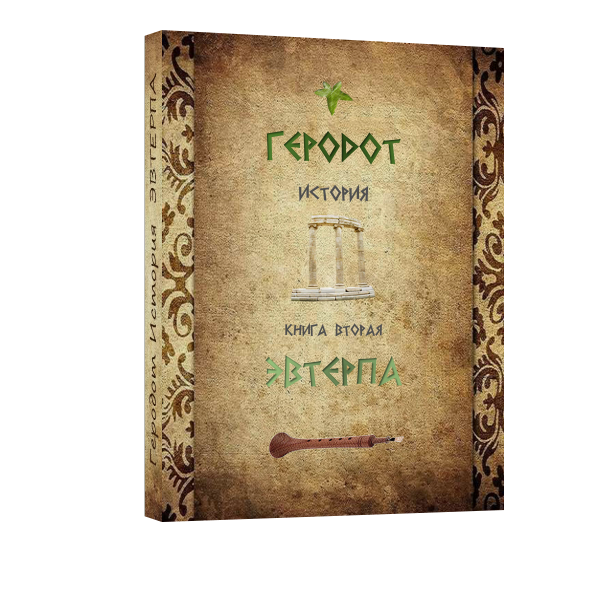 Геродот История ЭВТЕРПА
ГЕРОДОТ
ИСТОРИЯ
КНИГА ВТОРАЯ
ЭВТЕРПА